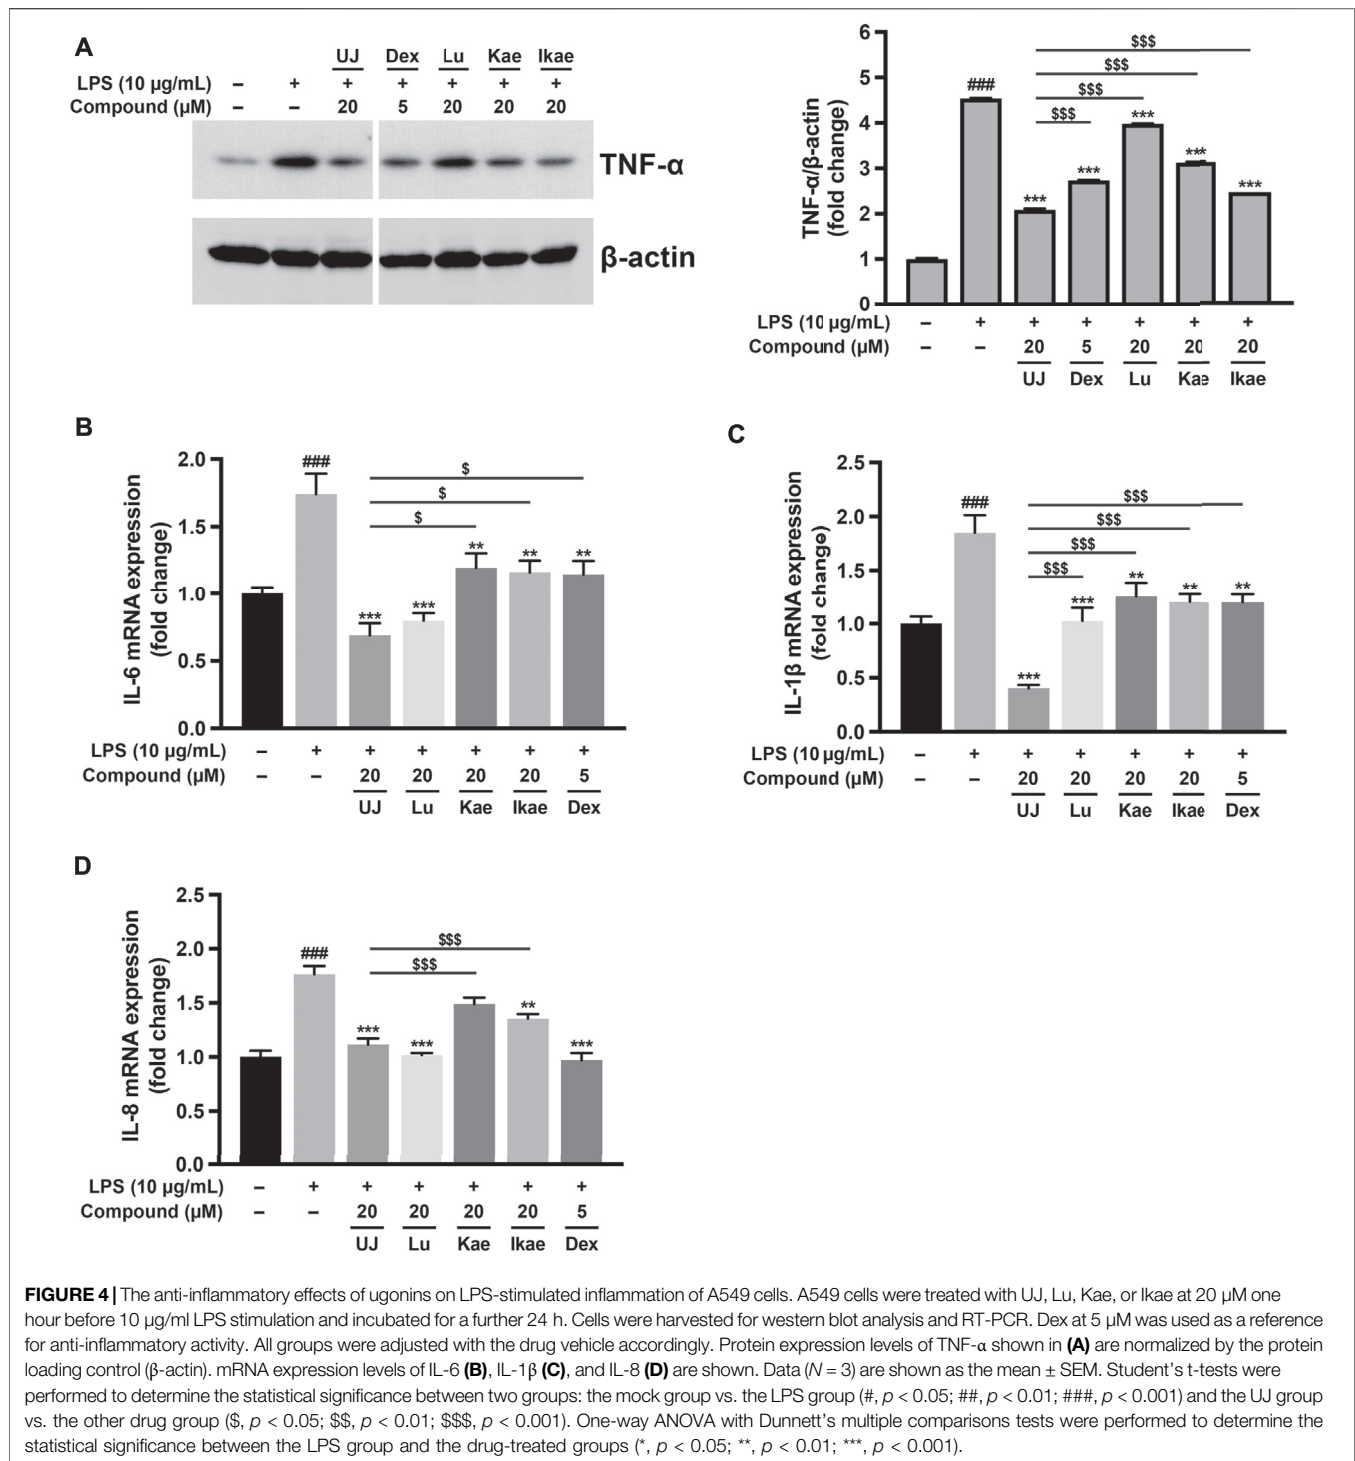 A
UJ Dex Lu Kae Ikae
LPS (10 µg/mL) – + + + + + +
Compound (µM) – – 20 5 20 20 20
TNF-α
β-actin
TNF-α/β-actin
(fold change)
6
5
4
3
2
1
0
$$$
$$$
$$$
$$$
### *** *** *** *** ***
LPS (10 µg/mL) – + + + + + +
Compound (µM) – – 20 5 20 20 20
UJ Dex Lu Kae Ikae
B
IL-6 mRNA expression
(fold change)
2.0
1.5
1.0
0.5
0.0
$
$
$
### *** *** ** ** **
LPS (10 µg/mL) – + + + + + +
Compound (µM) – – 20 20 20 20 5
UJ Lu Kae Ikae Dex
C
IL-1β mRNA expression
(fold change)
2.5
2.0
1.5
1.0
0.5
0.0
$$$
$$$
$$$
$$$
### *** *** ** ** **
LPS (10 µg/mL) – + + + + + +
Compound (µM) – – 20 20 20 20 5
UJ Lu Kae Ikae Dex
D
IL-8 mRNA expression
(fold change)
2.5
2.0
1.5
1.0
0.5
0.0
$$$
$$$
### *** *** ** ***
LPS (10 µg/mL) – + + + + + +
Compound (µM) – – 20 20 20 20 5
UJ Lu Kae Ikae Dex
FIGURE 4 | The anti-inflammatory effects of ugonins on LPS-stimulated inflammation of A549 cells. A549 cells were treated with UJ, Lu, Kae, or Ikae at 20 µM one
hour before 10 µg/ml LPS stimulation and incubated for a further 24 h. Cells were harvested for western blot analysis and RT-PCR. Dex at 5 µM was used as a reference
for anti-inflammatory activity. All groups were adjusted with the drug vehicle accordingly. Protein expression levels of TNF-α shown in (A) are normalized by the protein
loading control (β-actin). mRNA expression levels of IL-6 (B), IL-1β (C), and IL-8 (D) are shown. Data (N = 3) are shown as the mean ± SEM. Student’s t-tests were
performed to determine the statistical significance between two groups: the mock group vs. the LPS group (#, p < 0.05; ##, p < 0.01; ###, p < 0.001) and the UJ group
vs. the other drug group ($, p < 0.05; $$, p < 0.01; $$$, p < 0.001). One-way ANOVA with Dunnett’s multiple comparisons tests were performed to determine the
statistical significance between the LPS group and the drug-treated groups (*, p < 0.05; **, p < 0.01; ***, p < 0.001).